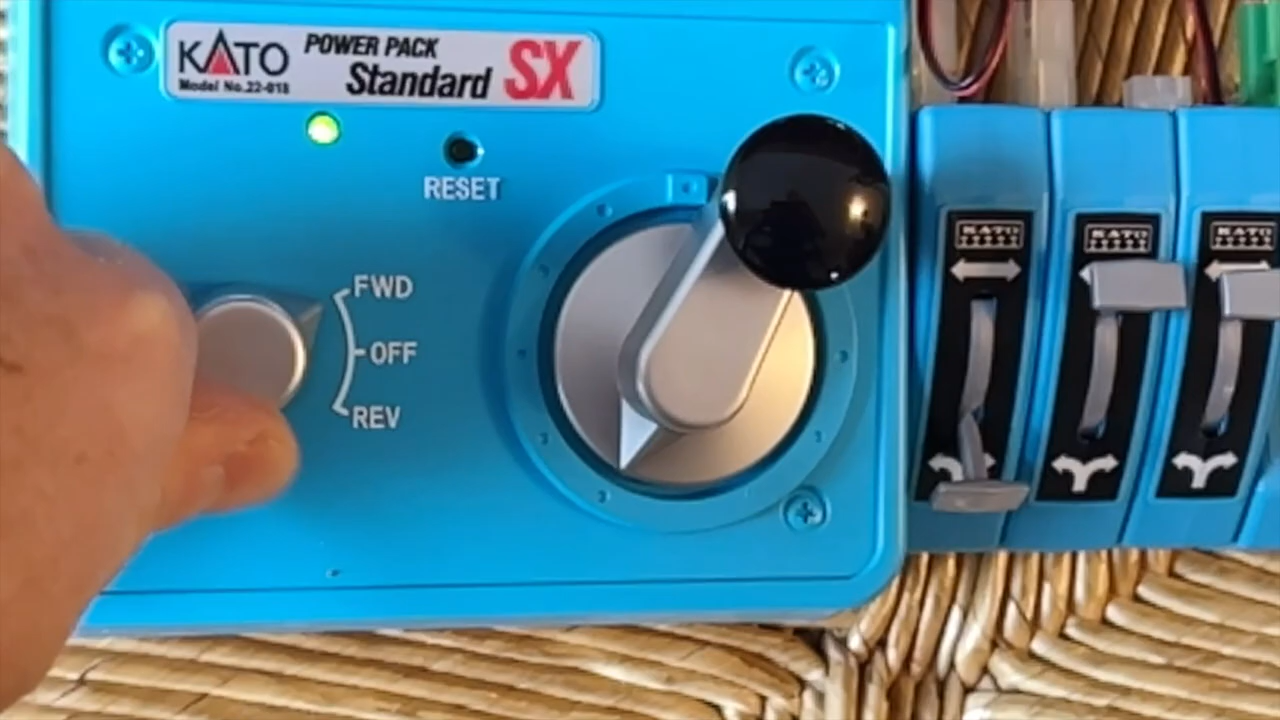 KATO POWER PACK
Model No.22-018 Standard SX
RESET
FWD
OFF
REV
KATO
KATO
KATO